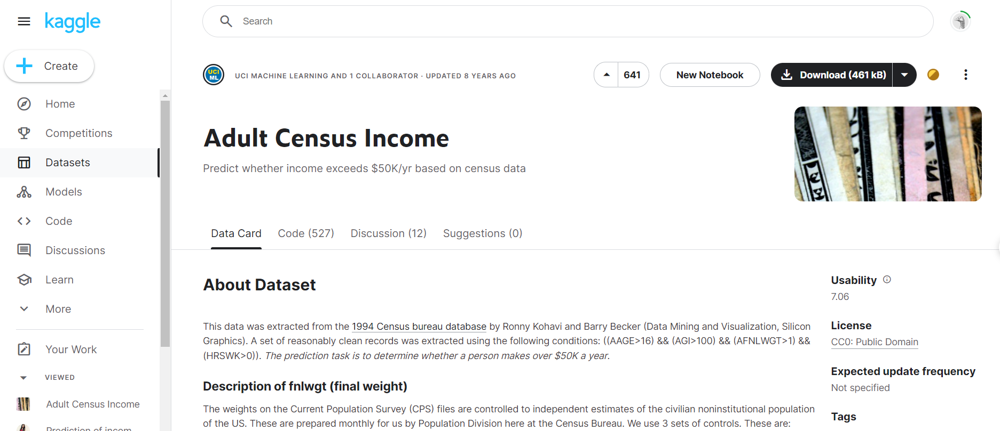 kaggle
Search
Create
Home
Competitions
Datasets
Models
Code
Discussions
Learn
More
Your Work
VIEWED
Adult Census Income
Prediction of incom
UCI
ML
UCI MACHINE LEARNING AND 1 COLLABORATOR · UPDATED 8 YEARS AGO
641
New Notebook
Download (461 kB)
Adult Census Income
Predict whether income exceeds $50K/yr based on census data
Data Card
Code (527)
Discussion (12)
Suggestions (0)
About Dataset
This data was extracted from the 1994 Census bureau database by Ronny Kohavi and Barry Becker (Data Mining and Visualization, Silicon
Graphics). A set of reasonably clean records was extracted using the following conditions: ((AAGE>16) && (AGI>100) && (AFNLWGT>1) &&
(HRSWK>0)). The prediction task is to determine whether a person makes over $50K a year.
Description of fnlwgt (final weight)
The weights on the Current Population Survey (CPS) files are controlled to independent estimates of the civilian noninstitutional population
of the US. These are prepared monthly for us by Population Division here at the Census Bureau. We use 3 sets of controls. These are:
Usability
7.06
License
CC0: Public Domain
Expected update frequency
Not specified
Tags